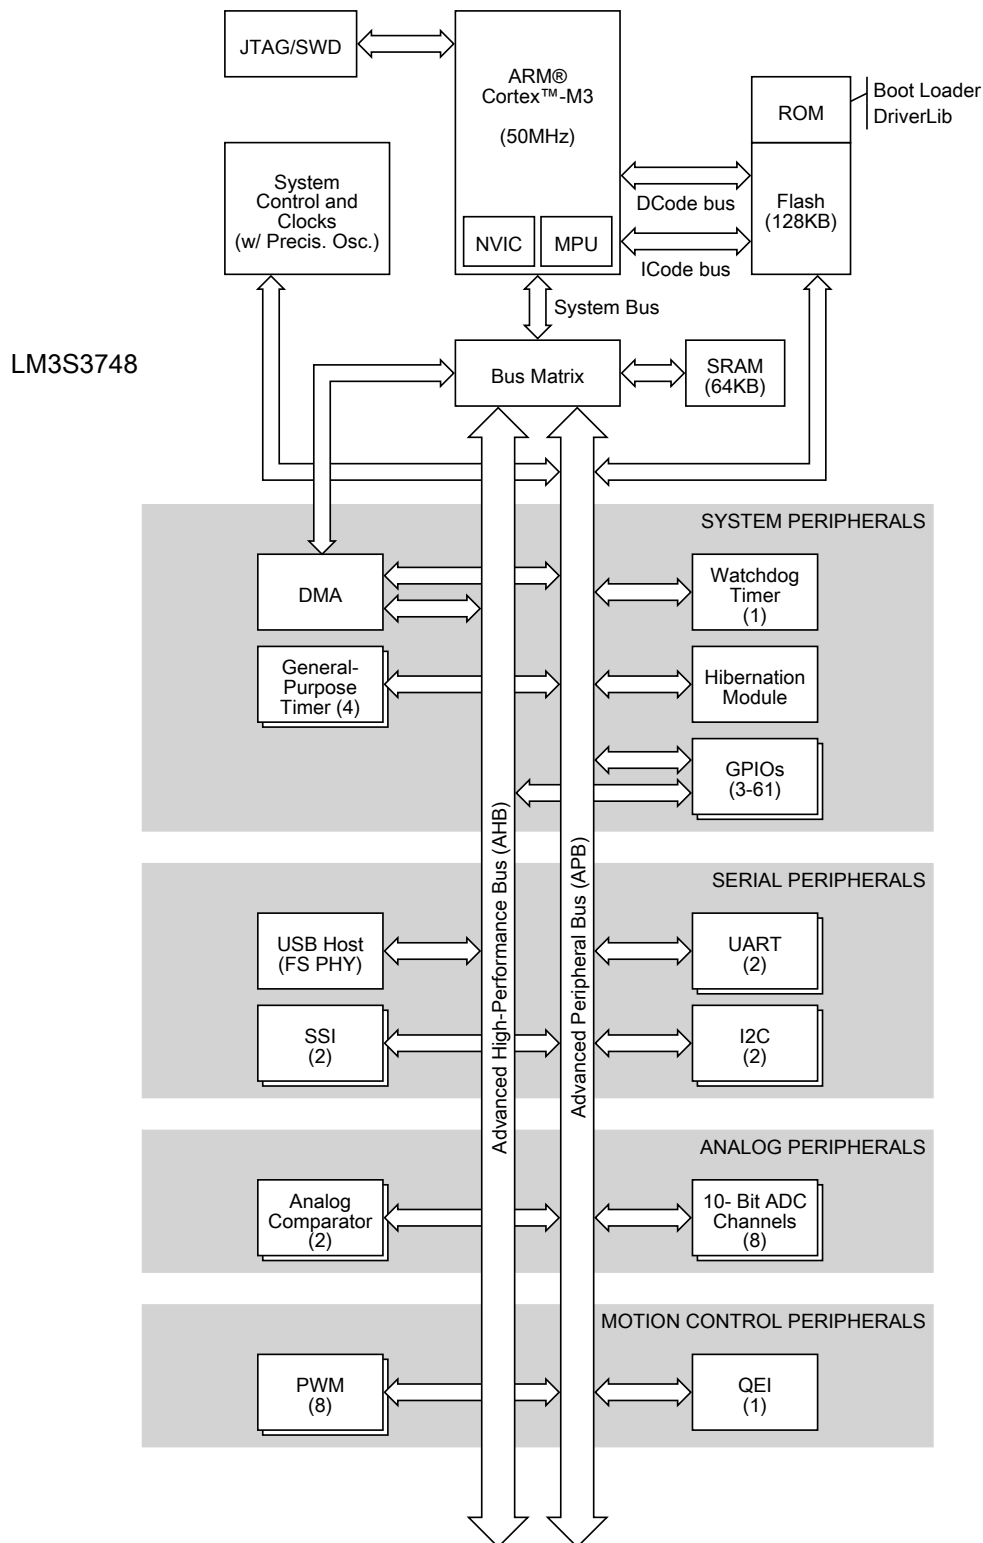 JTAG/SWD
ARM®
Cortex™-M3
(50MHz)
NVIC
MPU
ROM
Boot Loader
DriverLib
Flash
(128KB)
DCode bus
ICode bus
System
Control and
Clocks
(w/ Precis. Osc.)
System Bus
LM3S3748
Bus Matrix
SRAM
(64KB)
SYSTEM PERIPHERALS
DMA
Watchdog
Timer
(1)
General-
Purpose
Timer (4)
Hibernation
Module
GPIOs
(3-61)
Advanced High-Performance Bus (AHB)
Advanced Peripheral Bus (APB)
SERIAL PERIPHERALS
USB Host
(FS PHY)
UART
(2)
SSI
(2)
I2C
(2)
ANALOG PERIPHERALS
Analog
Comparator
(2)
10- Bit ADC
Channels
(8)
MOTION CONTROL PERIPHERALS
PWM
(8)
QEI
(1)